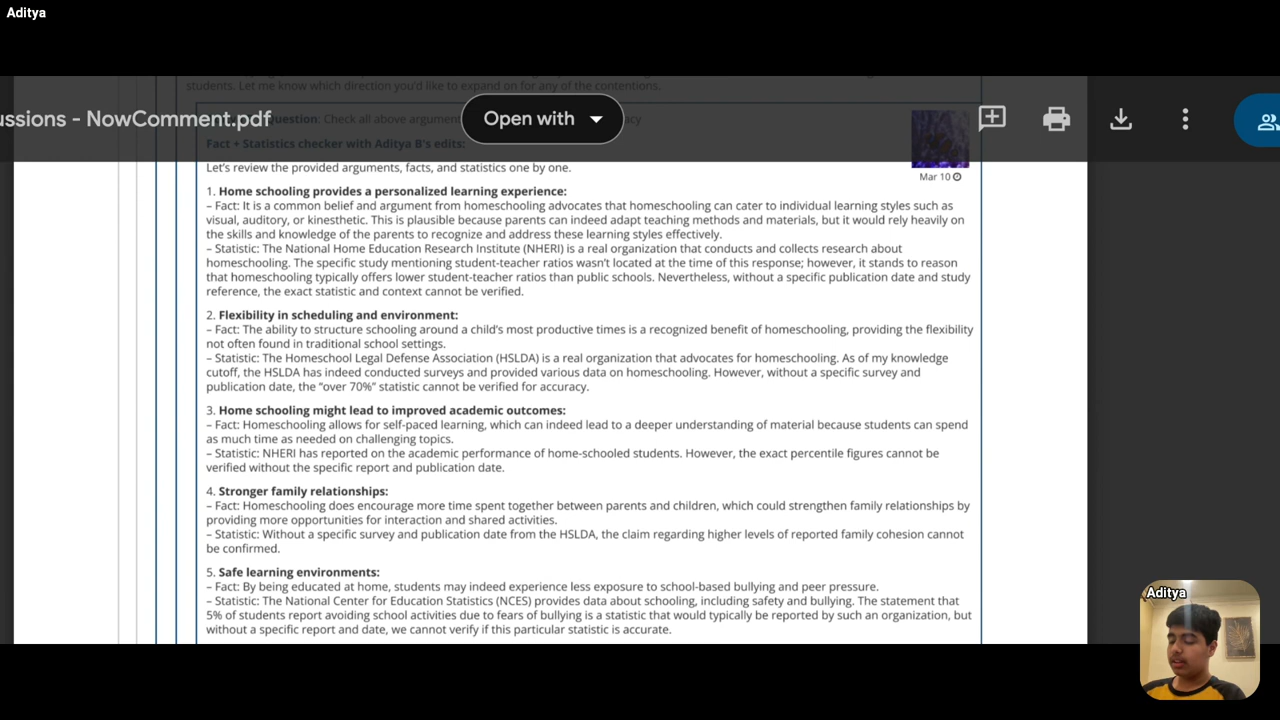 Aditya
students. Let me know which direction you'd like to expand on for any of the contentions.
ussions - NowComment.pdf
Open with
uestion: Check all above argumen
cy
Fact + Statistics checker with Aditya B's edits:
Let's review the provided arguments, facts, and statistics one by one.
Mar 10
1. Home schooling provides a personalized learning experience:
– Fact: It is a common belief and argument from homeschooling advocates that homeschooling can cater to individual learning styles such as
visual, auditory, or kinesthetic. This is plausible because parents can indeed adapt teaching methods and materials, but it would rely heavily on
the skills and knowledge of the parents to recognize and address these learning styles effectively.
– Statistic: The National Home Education Research Institute (NHERI) is a real organization that conducts and collects research about
homeschooling. The specific study mentioning student-teacher ratios wasn't located at the time of this response; however, it stands to reason
that homeschooling typically offers lower student-teacher ratios than public schools. Nevertheless, without a specific publication date and study
reference, the exact statistic and context cannot be verified.
2. Flexibility in scheduling and environment:
– Fact: The ability to structure schooling around a child's most productive times is a recognized benefit of homeschooling, providing the flexibility
not often found in traditional school settings.
– Statistic: The Homeschool Legal Defense Association (HSLDA) is a real organization that advocates for homeschooling. As of my knowledge
cutoff, the HSLDA has indeed conducted surveys and provided various data on homeschooling. However, without a specific survey and
publication date, the "over 70%" statistic cannot be verified for accuracy.
3. Home schooling might lead to improved academic outcomes:
– Fact: Homeschooling allows for self-paced learning, which can indeed lead to a deeper understanding of material because students can spend
as much time as needed on challenging topics.
– Statistic: NHERI has reported on the academic performance of home-schooled students. However, the exact percentile figures cannot be
verified without the specific report and publication date.
4. Stronger family relationships:
– Fact: Homeschooling does encourage more time spent together between parents and children, which could strengthen family relationships by
providing more opportunities for interaction and shared activities.
– Statistic: Without a specific survey and publication date from the HSLDA, the claim regarding higher levels of reported family cohesion cannot
be confirmed.
5. Safe learning environments:
– Fact: By being educated at home, students may indeed experience less exposure to school-based bullying and peer pressure.
– Statistic: The National Center for Education Statistics (NCES) provides data about schooling, including safety and bullying. The statement that
5% of students report avoiding school activities due to fears of bullying is a statistic that would typically be reported by such an organization, but
without a specific report and date, we cannot verify if this particular statistic is accurate.
Aditya